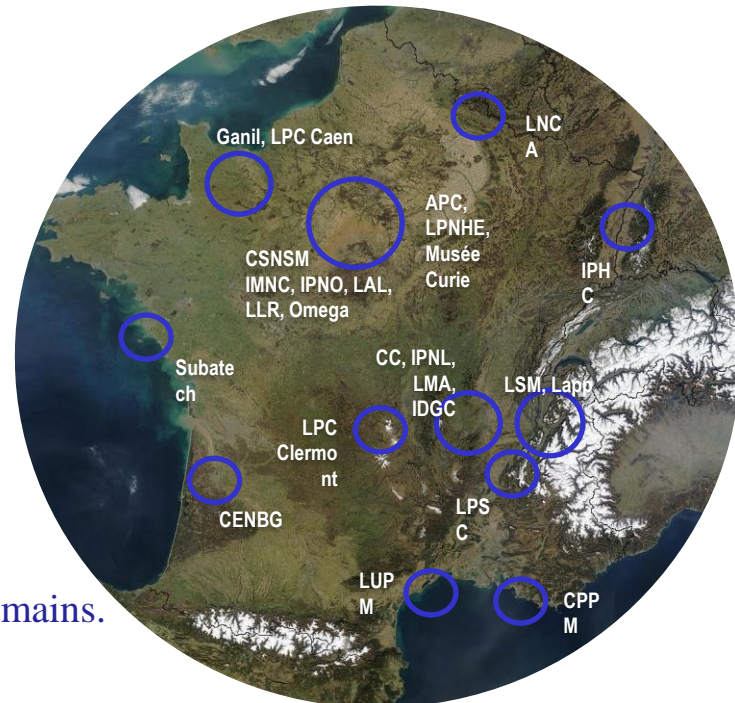 Ganil, LPC Caen
LNC
A
APC,
LPNHE,
Musée
Curie
CSNSM
IMNC, IPNO, LAL,
LLR, Omega
IPH
C
Subate
ch
CC, IPNL,
LMA,
IDGC
LSM, Lapp
LPC
Clermo
nt
CENBG
LPS
C
LUP
M
CPP
M
mains.